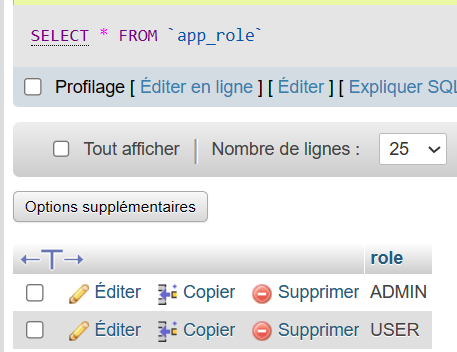 SELECT * FROM `app_role`
Profilage [ Éditer en ligne ] [ Éditer ] [ Expliquer SQL
Tout afficher | Nombre de lignes : 25
Options supplémentaires
←T→ role
Éditer Copier Supprimer ADMIN
Éditer Copier Supprimer USER